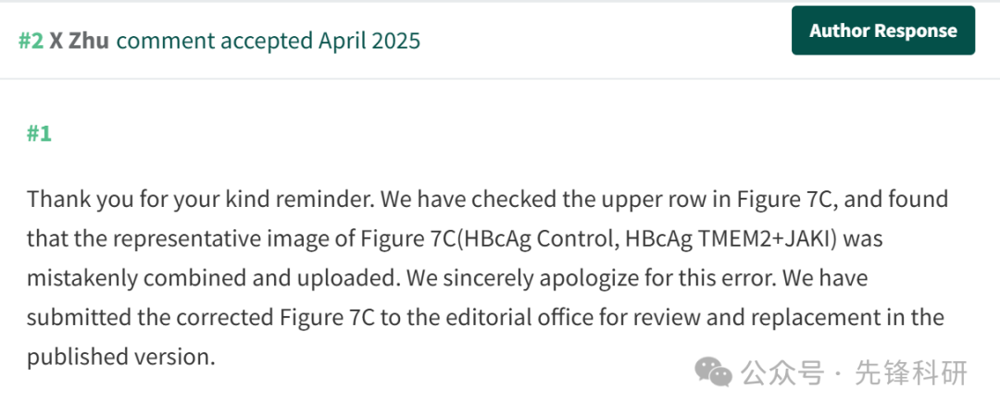 #2 X Zhu comment accepted April 2025
Author Response
#1
Thank you for your kind reminder. We have checked the upper row in Figure 7C, and found
that the representative image of Figure 7C(HBcAg Control, HBcAg TMEM2+JAKI) was
mistakenly combined and uploaded. We sincerely apologize for this error. We have
submitted the corrected Figure 7C to the editorial office for review and replacement in the
published version.
公众号 · 先锋科研